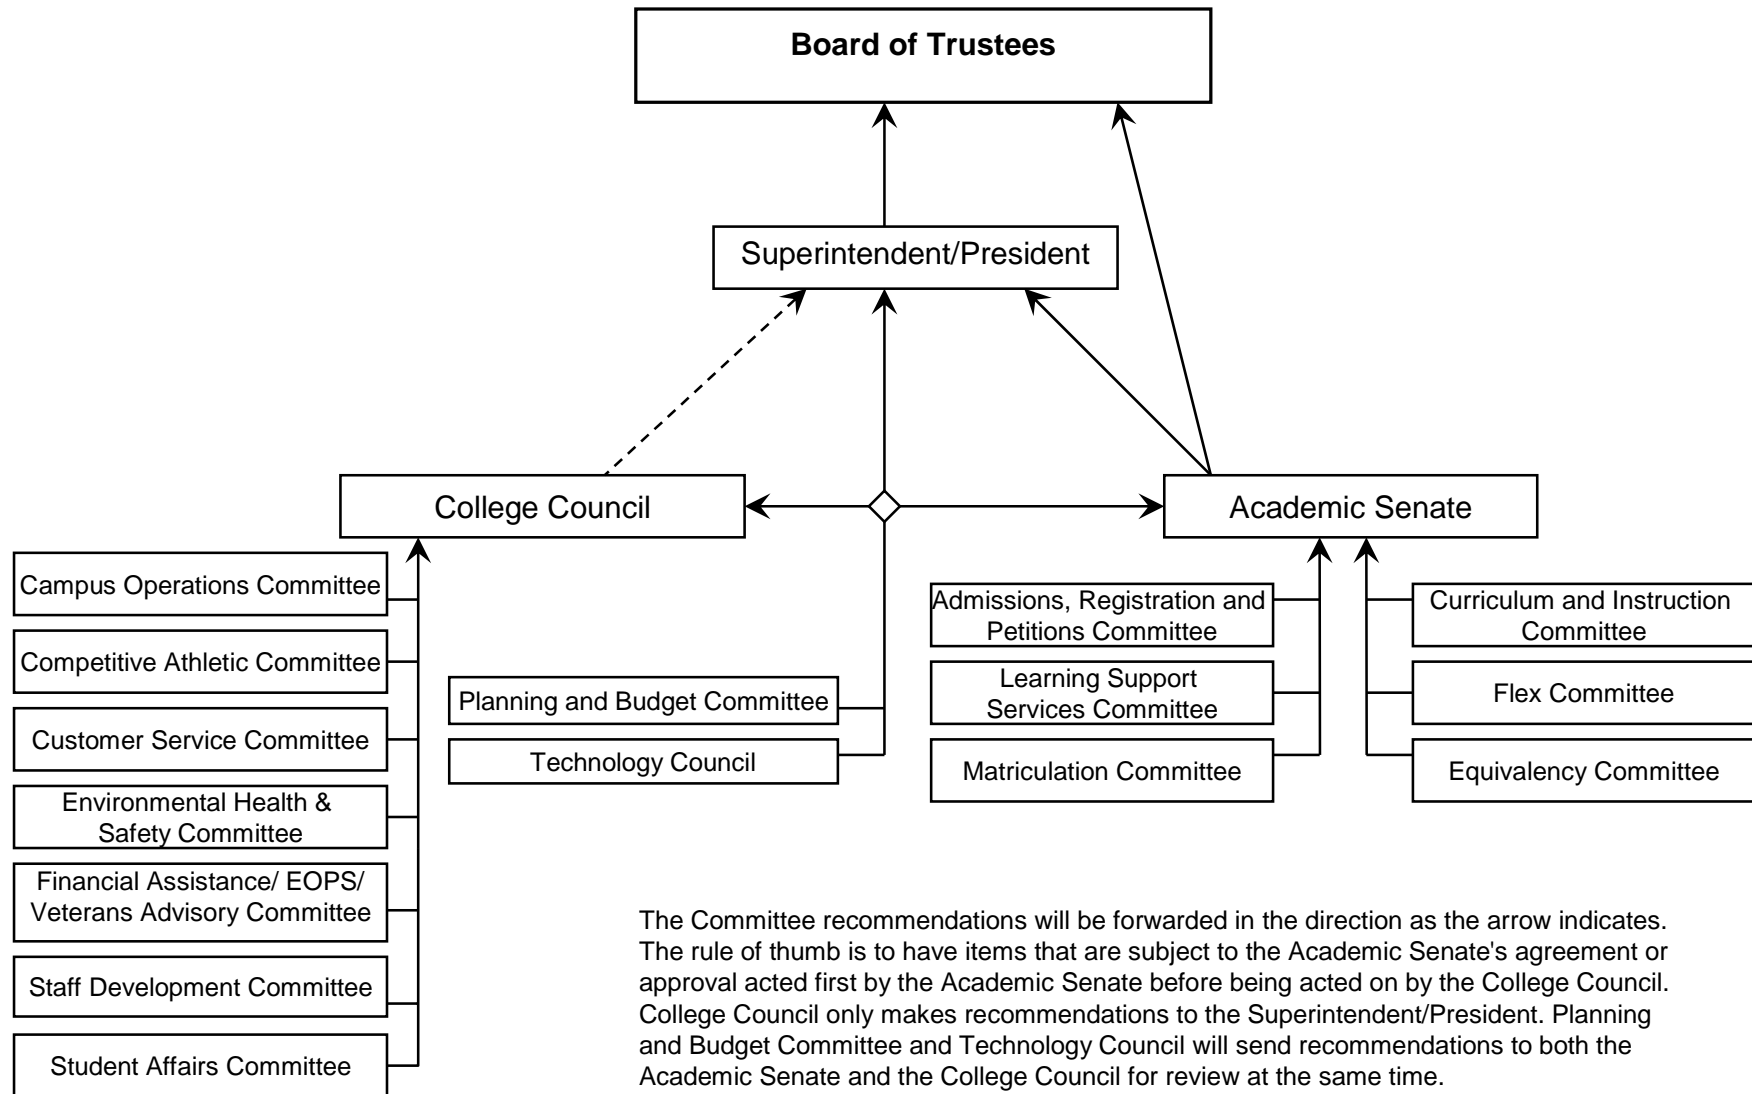 Board of Trustees
Superintendent/President
College Council
Academic Senate
Campus Operations Committee
Competitive Athletic Committee
Customer Service Committee
Environmental Health &
Safety Committee
Financial Assistance/ EOPS/
Veterans Advisory Committee
Staff Development Committee
Student Affairs Committee
Planning and Budget Committee
Technology Council
Admissions, Registration and
Petitions Committee
Learning Support
Services Committee
Matriculation Committee
Curriculum and Instruction
Committee
Flex Committee
Equivalency Committee
The Committee recommendations will be forwarded in the direction as the arrow indicates.
The rule of thumb is to have items that are subject to the Academic Senate's agreement or
approval acted first by the Academic Senate before being acted on by the College Council.
College Council only makes recommendations to the Superintendent/President. Planning
and Budget Committee and Technology Council will send recommendations to both the
Academic Senate and the College Council for review at the same time.